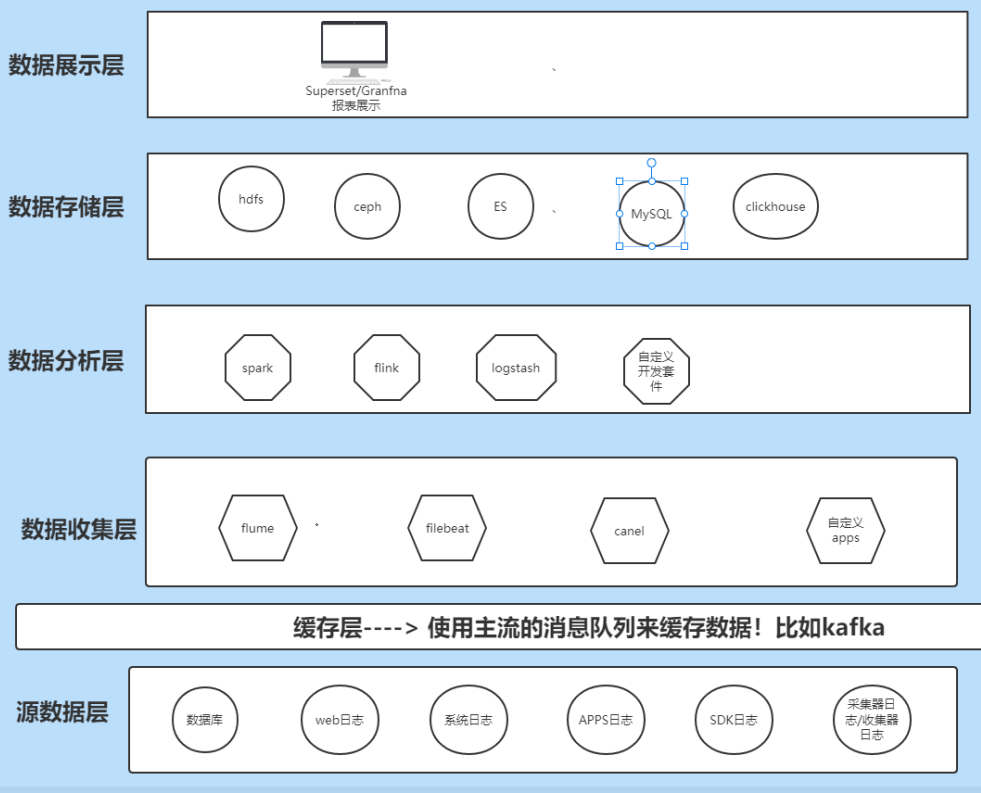 数据展示层
Superset/Granfna
报表展示
、
数据存储层
hdfs
ceph
ES
、
MySQL
clickhouse
数据分析层
spark
flink
logstash
自定义
开发套
件
数据收集层
flume
filebeat
canel
自定义
apps
缓存层----> 使用主流的消息队列来缓存数据！比如kafka
源数据层
数据库
web日志
系统日志
APPS日志
SDK日志
采集器日
志/收集器
日志